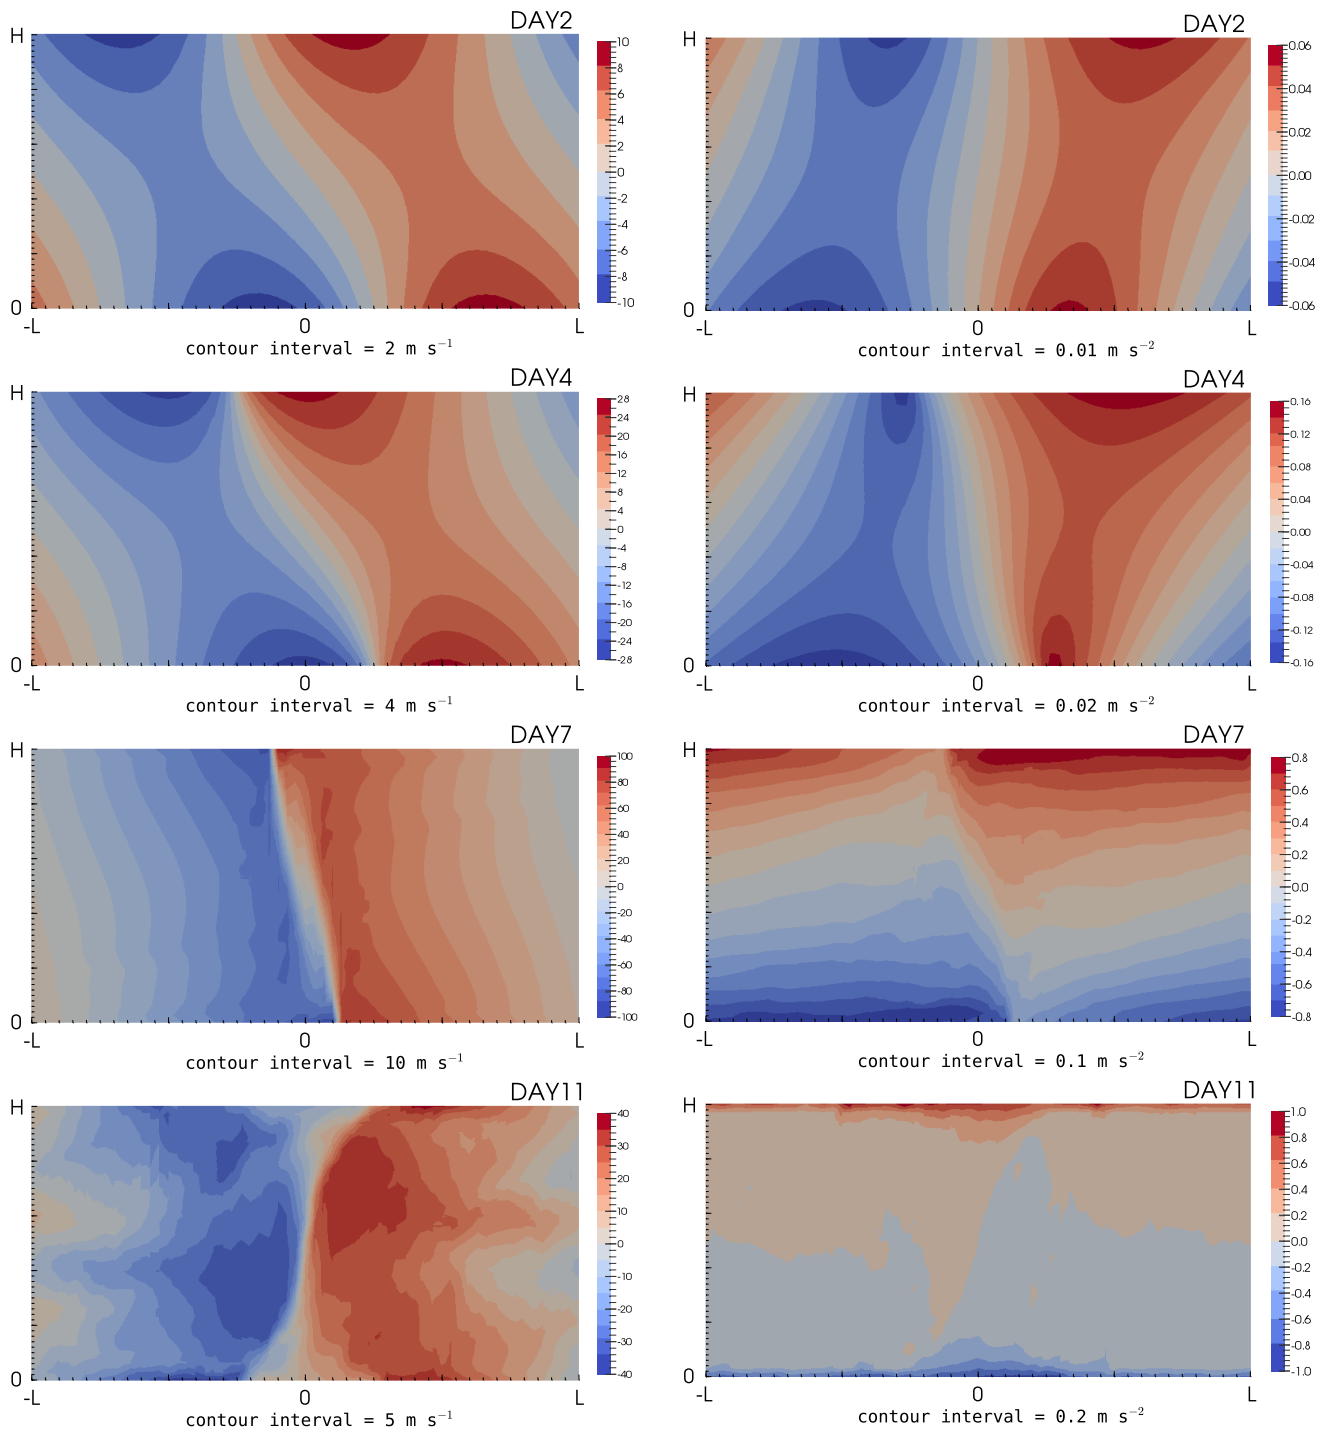 DAY2
H
10
8
6
4
2
0
-2
-4
-6
-8
-10
0
-L 0 L
contour interval = 2 m s⁻¹
DAY2
H
0.06
0.04
0.02
0.00
-0.02
-0.04
-0.06
0
-L 0 L
contour interval = 0.01 m s⁻²
DAY4
H
28
24
20
16
12
8
4
0
-4
-8
-12
-16
-20
-24
-28
0
-L 0 L
contour interval = 4 m s⁻¹
DAY4
H
0.16
0.12
0.08
0.04
0.00
-0.04
-0.08
-0.12
-0.16
0
-L 0 L
contour interval = 0.02 m s⁻²
DAY7
H
100
80
60
40
20
0
-20
-40
-60
-80
-100
0
-L 0 L
contour interval = 10 m s⁻¹
DAY7
H
0.8
0.6
0.4
0.2
0.0
-0.2
-0.4
-0.6
-0.8
0
-L 0 L
contour interval = 0.1 m s⁻²
DAY11
H
40
30
20
10
0
-10
-20
-30
-40
0
-L 0 L
contour interval = 5 m s⁻¹
DAY11
H
1.0
0.8
0.6
0.4
0.2
0.0
-0.2
-0.4
-0.6
-0.8
-1.0
0
-L 0 L
contour interval = 0.2 m s⁻²